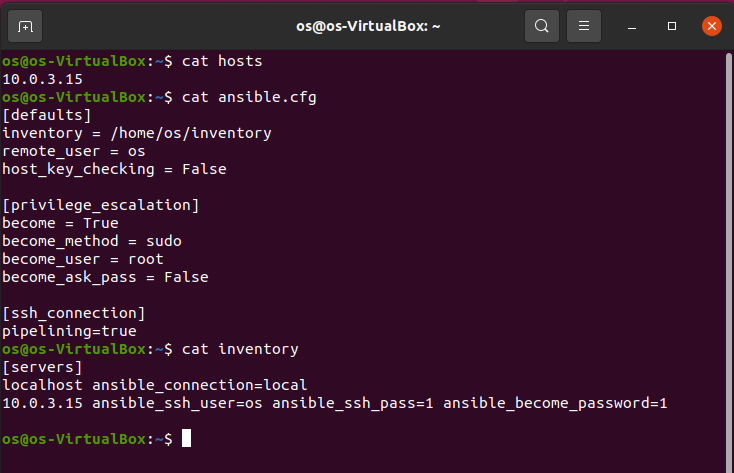 os@os-VirtualBox: ~
os@os-VirtualBox:~$ cat hosts
10.0.3.15
os@os-VirtualBox:~$ cat ansible.cfg
[defaults]
inventory = /home/os/inventory
remote_user = os
host_key_checking = False
[privilege_escalation]
become = True
become_method = sudo
become_user = root
become_ask_pass = False
[ssh_connection]
pipelining=true
os@os-VirtualBox:~$ cat inventory
[servers]
localhost ansible_connection=local
10.0.3.15 ansible_ssh_user=os ansible_ssh_pass=1 ansible_become_password=1
os@os-VirtualBox:~$